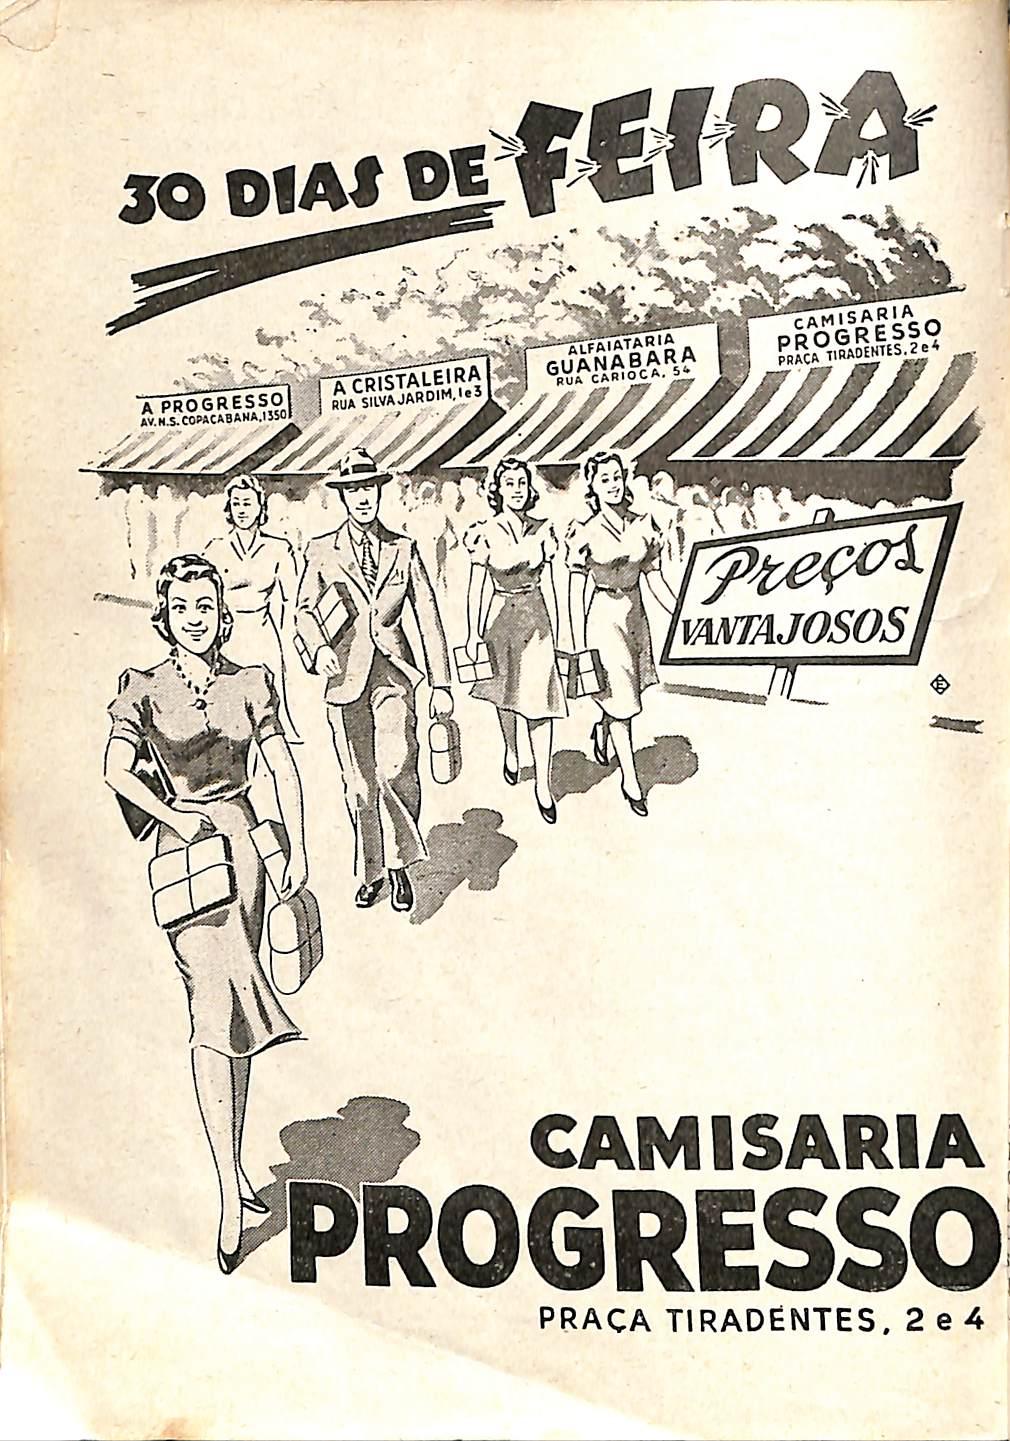 30 DIAS DE FEIRA
A PROGRESSO
AV. N.S. COPACABANA, 1350
A CRISTALEIRA
RUA SILVA JARDIM, 1 e 3
ALFAIATARIA
GUANABARA
RUA CARIOCA, 54
CAMISARIA
PROGRESSO
PRAÇA TIRADENTES, 2 e 4
Preços
VANTAJOSOS
CAMISARIA
PROGRESSO
PRAÇA TIRADENTES, 2 e 4